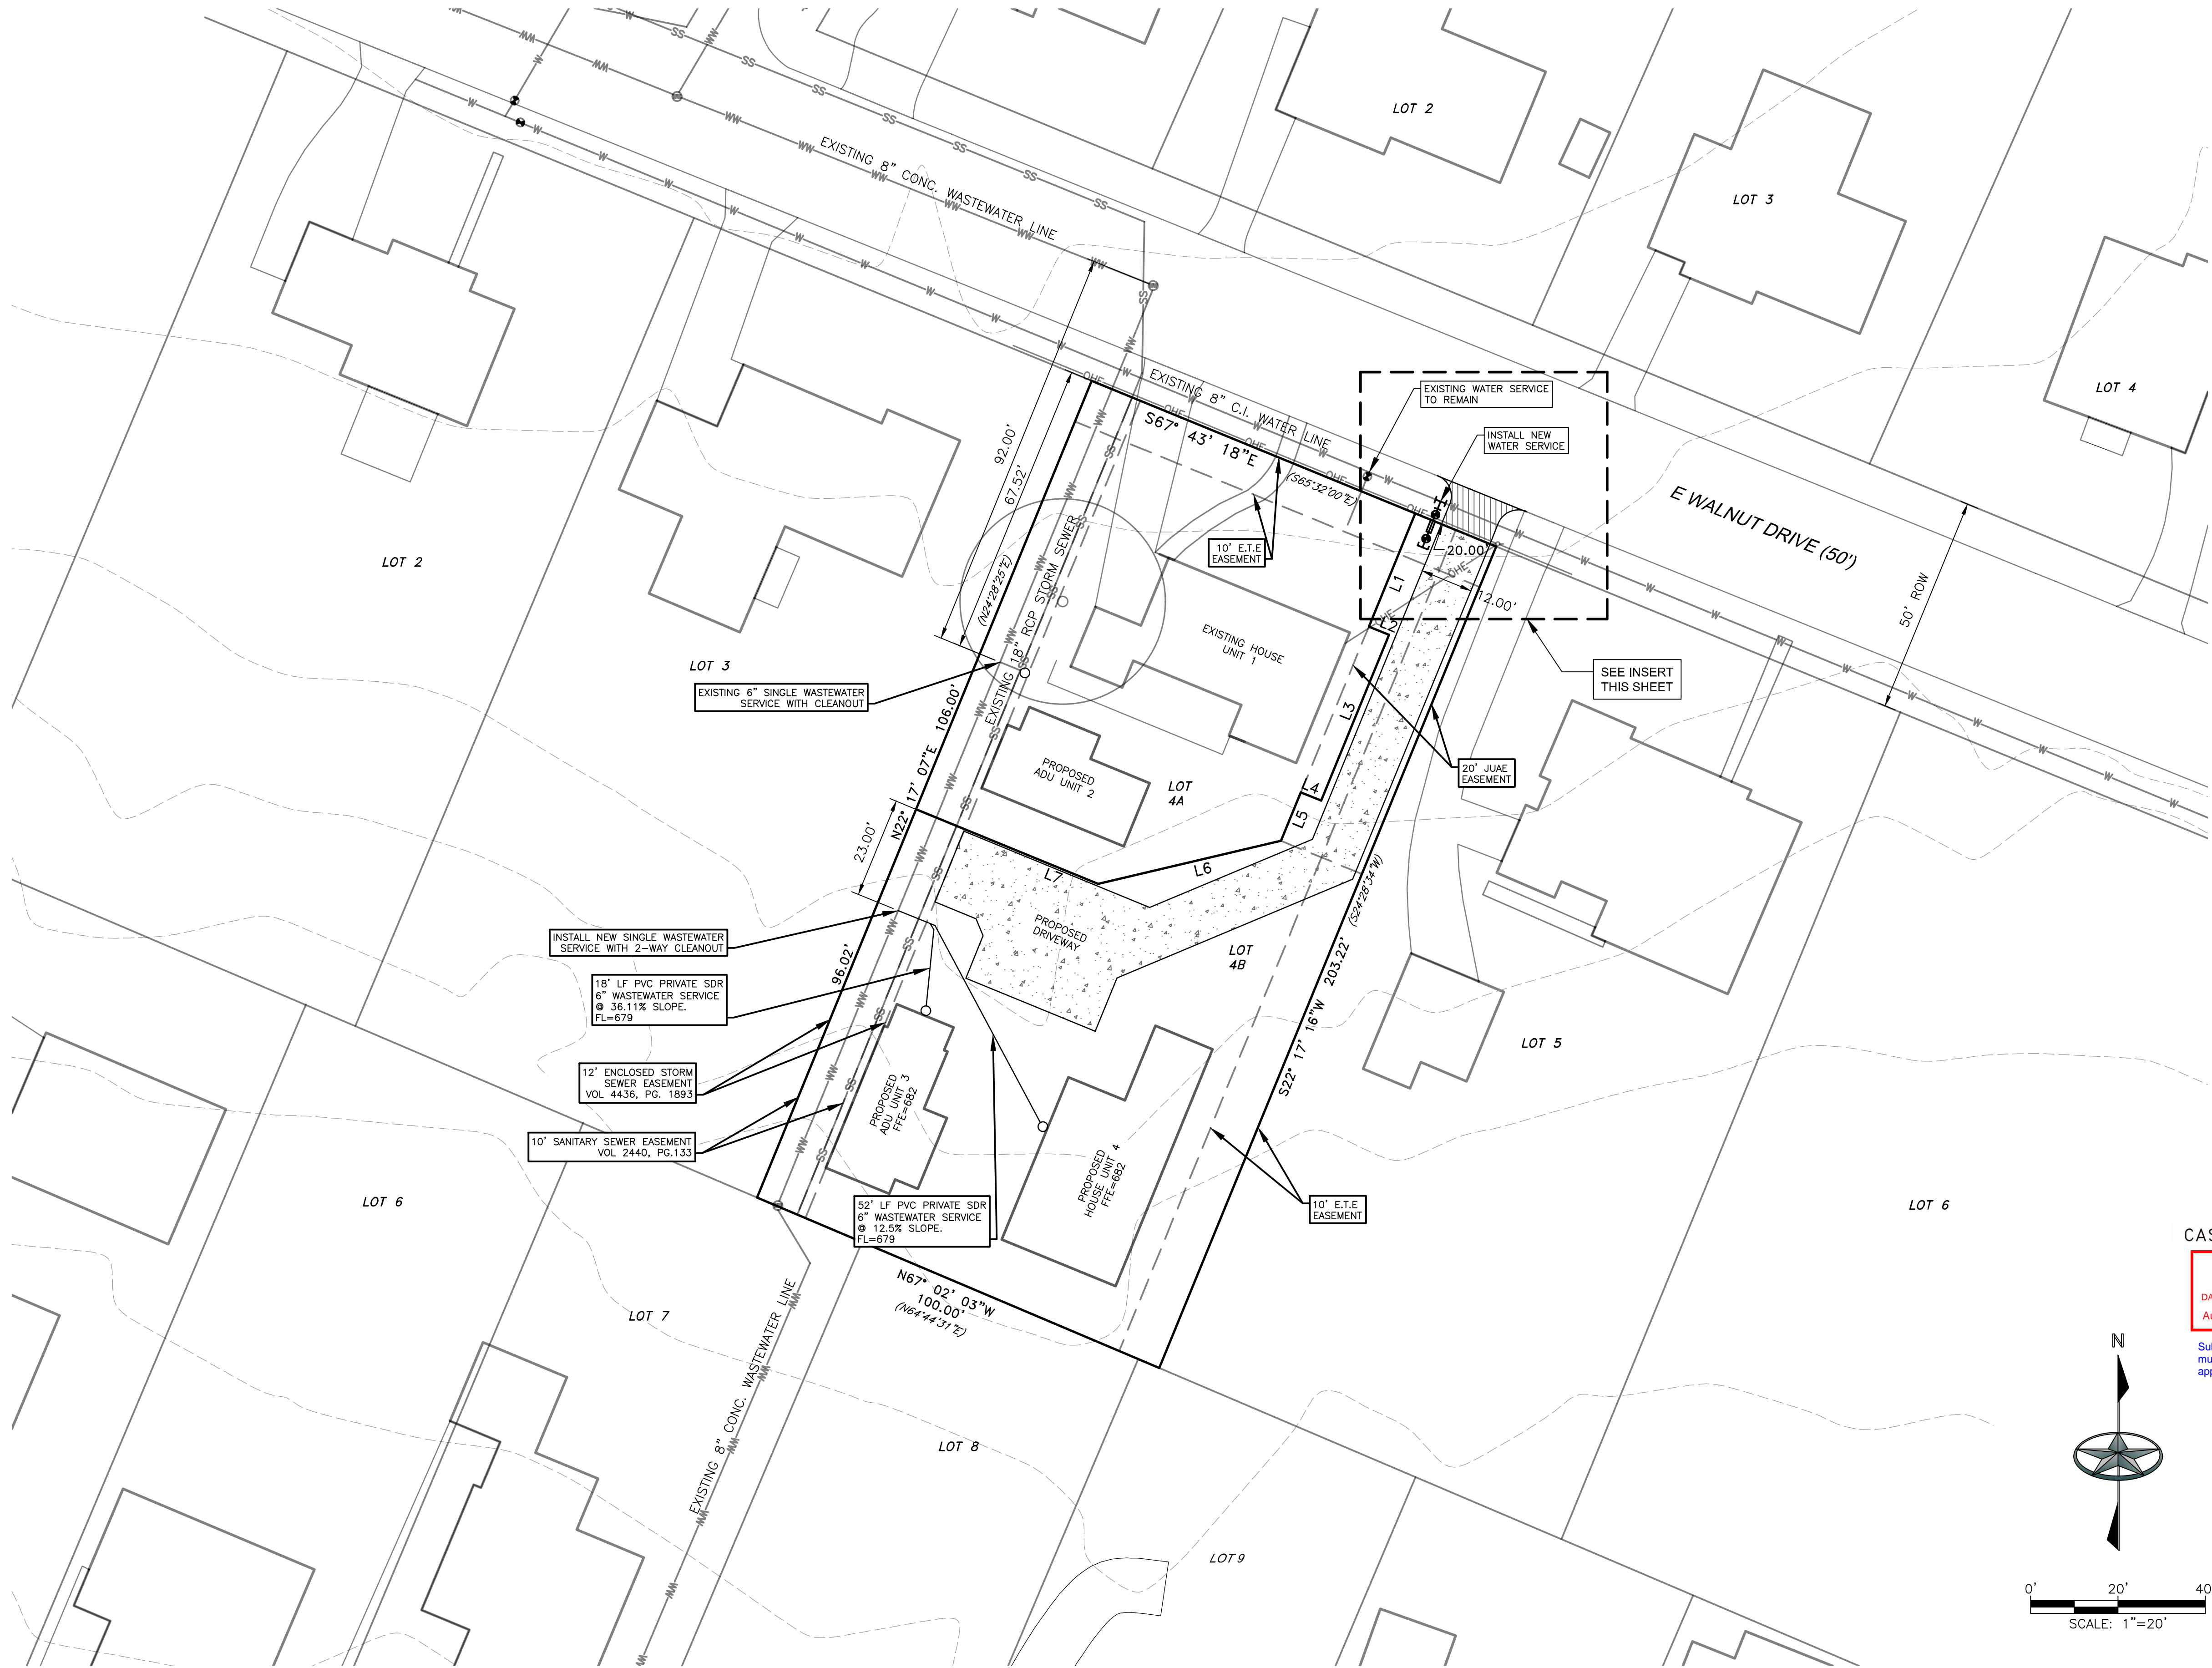 LOT 2
LOT 3
LOT 4
EXISTING 8" CONC. WASTEWATER LINE
EXISTING 8" C.I. WATER LINE
S67° 43' 18"E
(S65°32'00"E)
EXISTING WATER SERVICE
TO REMAIN
INSTALL NEW
WATER SERVICE
E WALNUT DRIVE (50')
50' ROW
92.00'
67.52'
(N24°28'25"E)
EXISTING 18" RCP STORM SEWER
10' E.T.E
EASEMENT
20.00'
12.00'
L1
L2
L3
L4
L5
L6
L7
EXISTING HOUSE
UNIT 1
SEE INSERT
THIS SHEET
LOT 2
LOT 3
EXISTING 6" SINGLE WASTEWATER
SERVICE WITH CLEANOUT
N22° 17' 07"E 106.00'
PROPOSED
ADU UNIT 2
LOT
4A
20' JUAE
EASEMENT
23.00'
PROPOSED
DRIVEWAY
(S24°28'34"W)
INSTALL NEW SINGLE WASTEWATER
SERVICE WITH 2-WAY CLEANOUT
96.02'
LOT
4B
S22° 17' 16"W 203.22'
18' LF PVC PRIVATE SDR
6" WASTEWATER SERVICE
@ 36.11% SLOPE.
FL=679
LOT 5
12' ENCLOSED STORM
SEWER EASEMENT
VOL 4436, PG. 1893
PROPOSED
ADU UNIT 3
FFE=682
10' SANITARY SEWER EASEMENT
VOL 2440, PG.133
PROPOSED
HOUSE UNIT 4
FFE=682
52' LF PVC PRIVATE SDR
6" WASTEWATER SERVICE
@ 12.5% SLOPE.
FL=679
10' E.T.E
EASEMENT
LOT 6
LOT 6
N67° 02' 03"W
100.00'
(N64°44'31"E)
LOT 7
EXISTING 8" CONC. WASTEWATER LINE
LOT 8
LOT 9
N
0' 20' 40
SCALE: 1"=20'
W
WW
SS
OHE